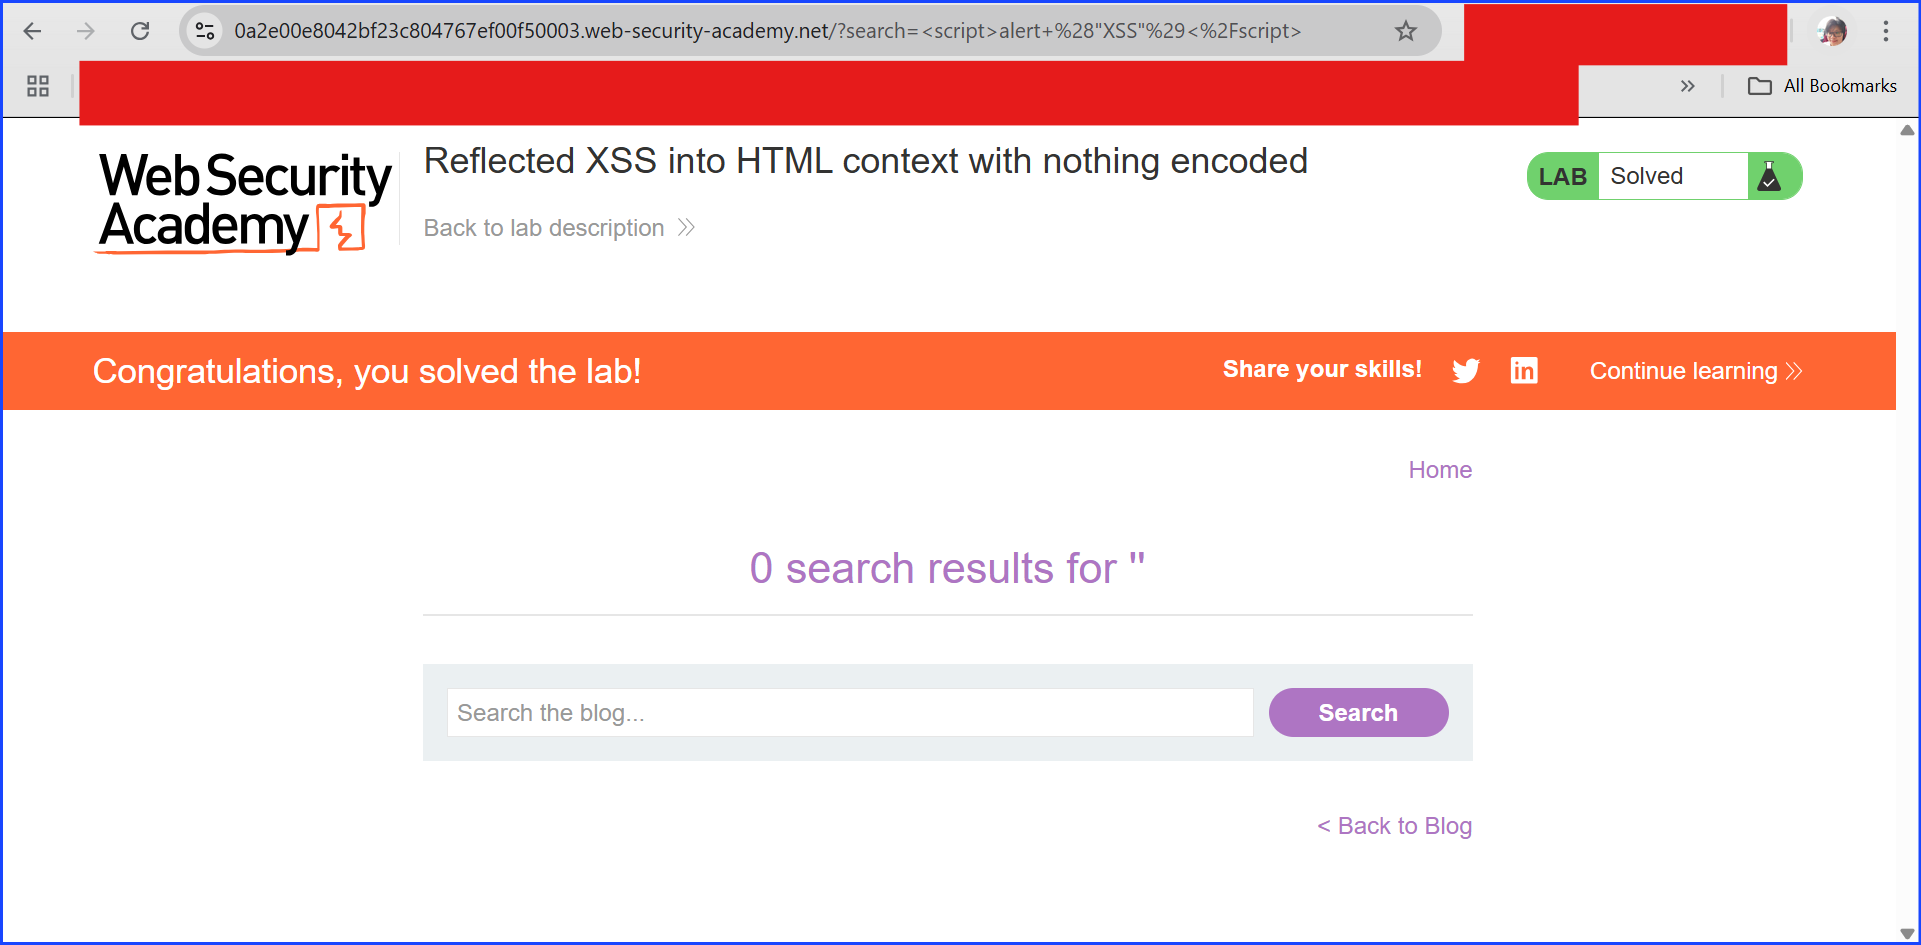 0a2e00e8042bf23c804767ef00f50003.web-security-academy.net/?search=<script>alert+%28"XSS"%29<%2Fscript>
All Bookmarks
Web Security
Academy
Reflected XSS into HTML context with nothing encoded
Back to lab description
LAB Solved
Congratulations, you solved the lab!
Share your skills!
Continue learning
Home
0 search results for ''
Search the blog...
Search
< Back to Blog